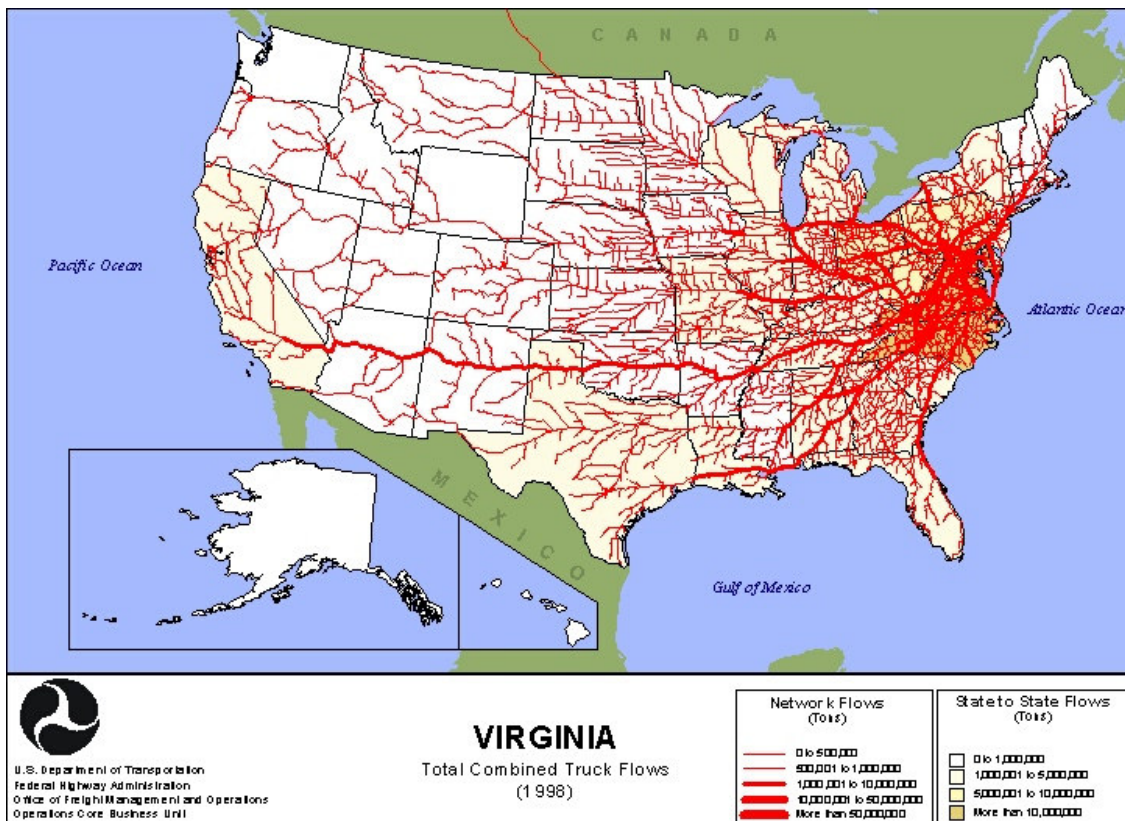 CANADA
Pacific Ocean
Atlantic Ocean
MEXICO
Gulf of Mexico
VIRGINIA
Total Combined Truck Flows
(1998)
U.S. Department of Transportation
Federal Highway Administration
Office of Freight Management and Operations
Operations Core Business Unit
Network Flows
(Tons)
0 to 500,000
500,001 to 1,000,000
1,000,001 to 10,000,000
10,000,001 to 50,000,000
More than 50,000,000
State to State Flows
(Tons)
0 to 1,000,000
1,000,001 to 5,000,000
5,000,001 to 10,000,000
More than 10,000,000